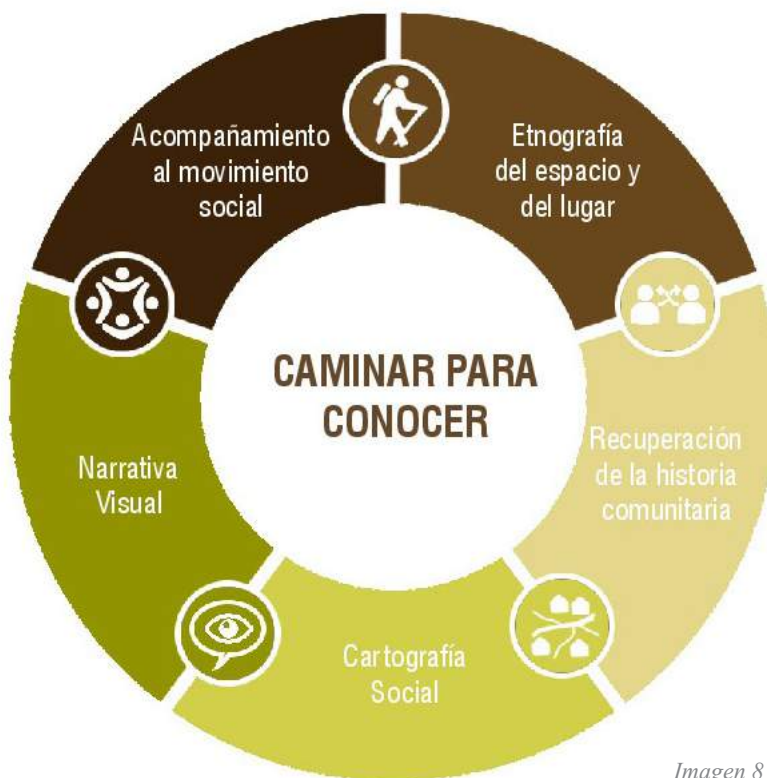 Acompañamiento
al movimiento
social
Etnografía
del espacio y
del lugar
CAMINAR PARA
CONOCER
Recuperación
de la historia
comunitaria
Narrativa
Visual
Cartografía
Social
Imagen 8